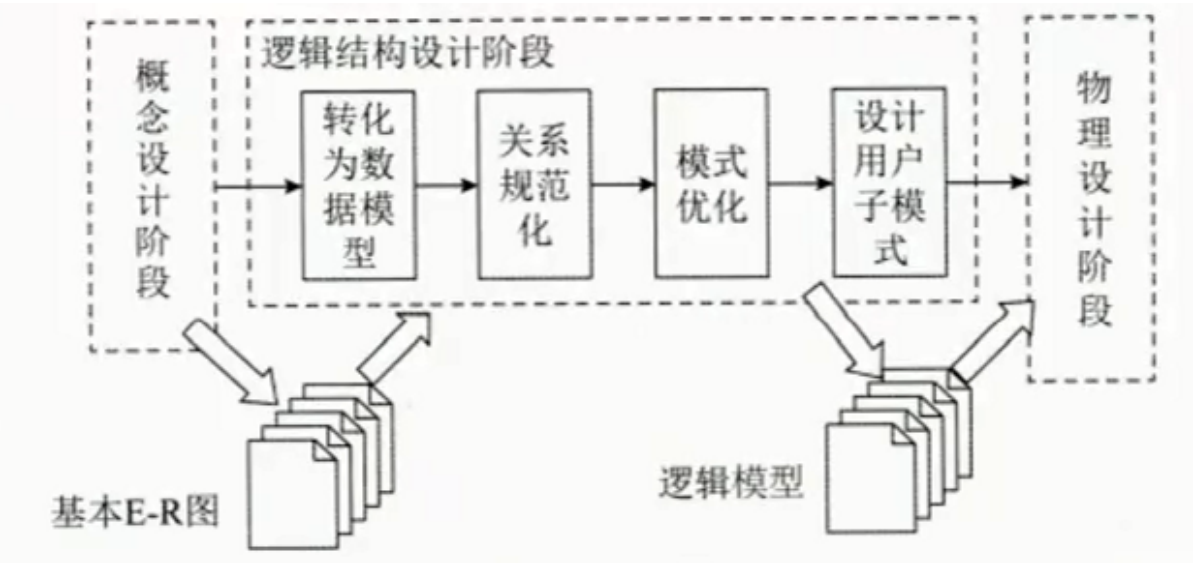 概
念
设
计
阶
段
逻辑结构设计阶段
转化
为数
据模
型
关系
规范
化
模式
优化
设计
用户
子模
式
物
理
设
计
阶
段
基本E-R图
逻辑模型